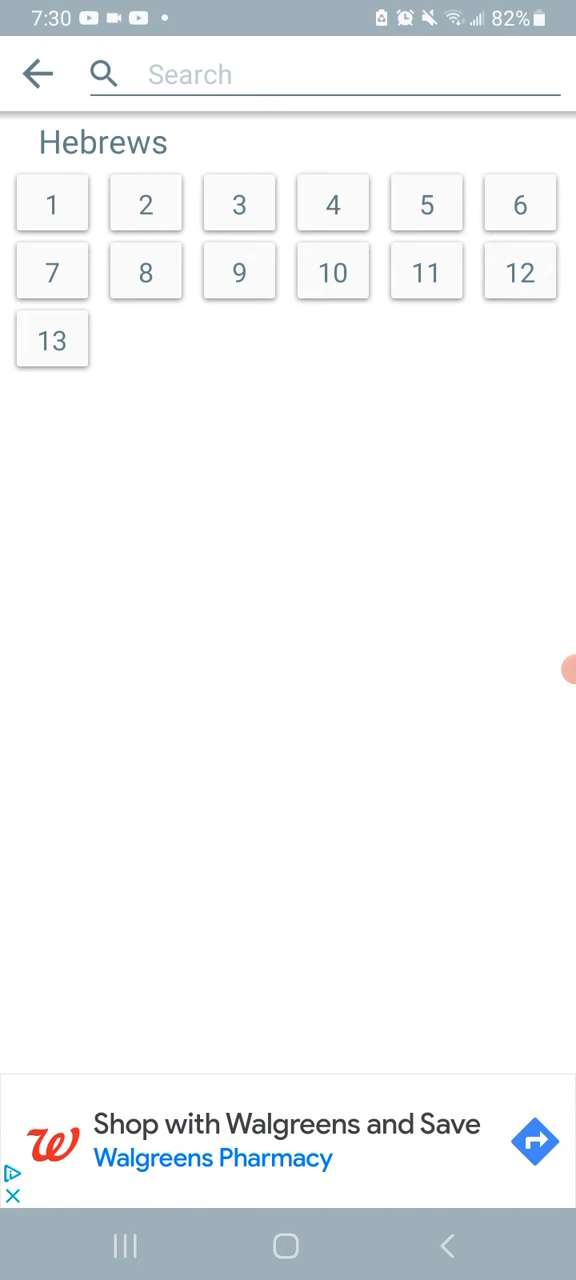 7:30 82%
Search
Hebrews
1 2 3 4 5 6
7 8 9 10 11 12
13
Shop with Walgreens and Save
Walgreens Pharmacy